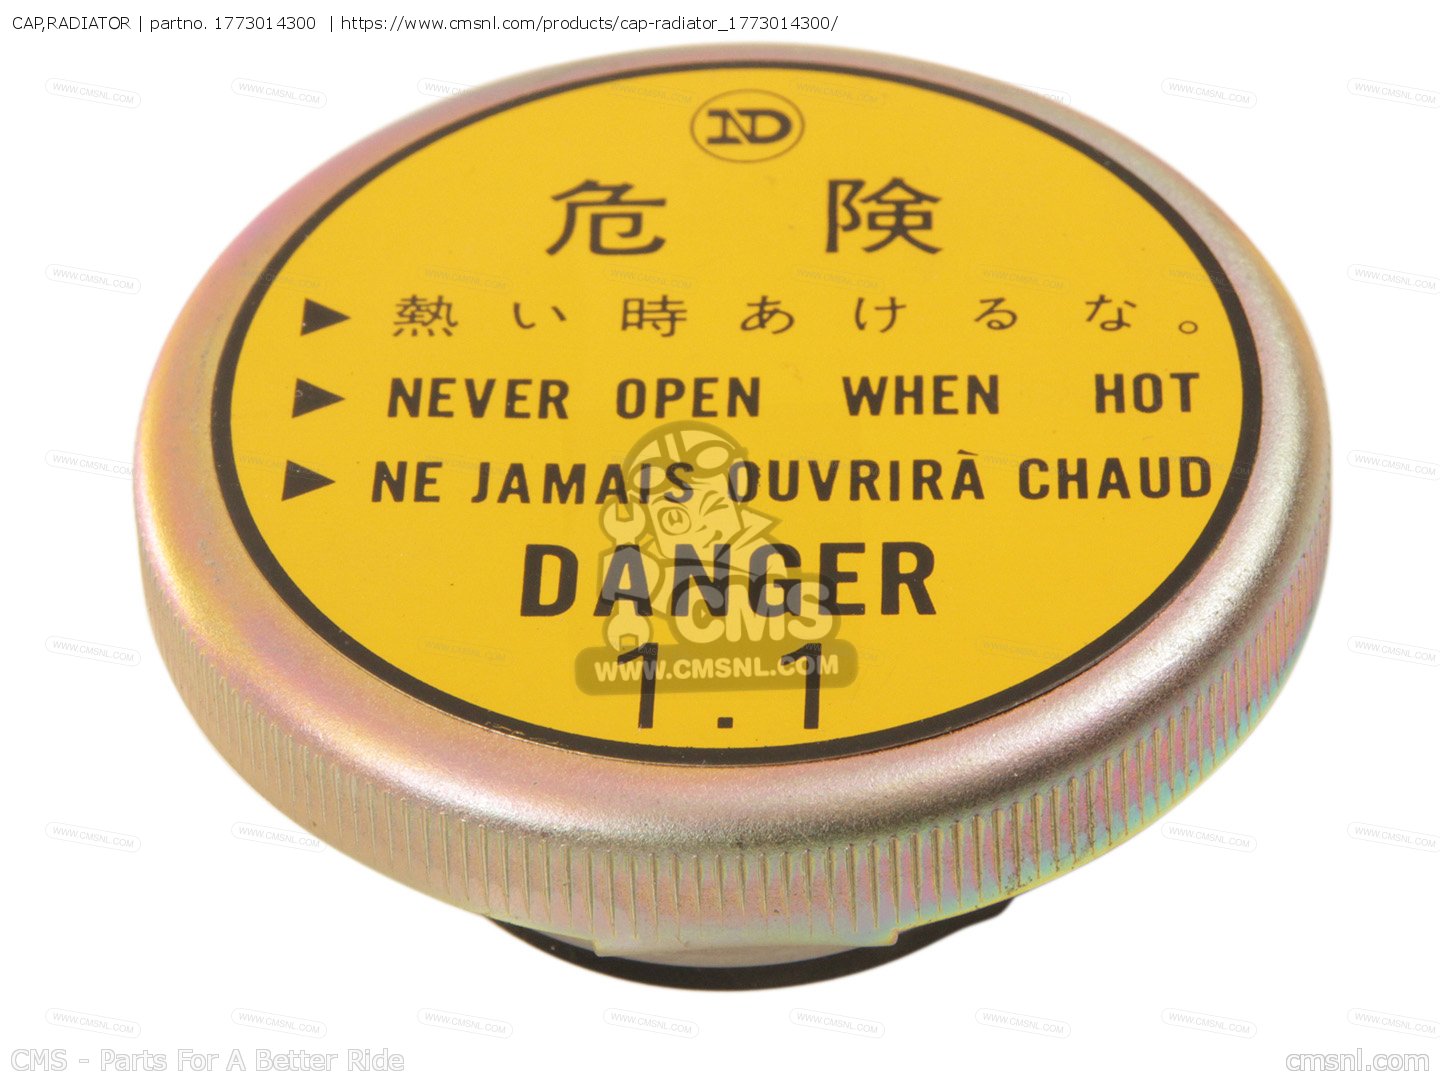 CAP,RADIATOR | partno. 1773014300 | https://www.cmsnl.com/products/cap-radiator_1773014300/
ND
危 険
▶ 熱い時あけるな。
▶ NEVER OPEN WHEN HOT
▶ NE JAMAIS OUVRIRÀ CHAUD
DANGER
CMS
WWW.CMSNL.COM
1.1
CMS - Parts For A Better Ride
cmsnl.com